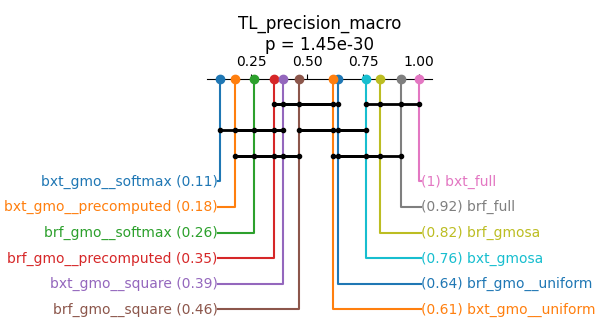 TL_precision_macro
p = 1.45e-30
0.25 0.50 0.75 1.00
bxt_gmo__softmax (0.11) (1) bxt_full
bxt_gmo__precomputed (0.18) (0.92) brf_full
brf_gmo__softmax (0.26) (0.82) brf_gmosa
brf_gmo__precomputed (0.35) (0.76) bxt_gmosa
bxt_gmo__square (0.39) (0.64) brf_gmo__uniform
brf_gmo__square (0.46) (0.61) bxt_gmo__uniform